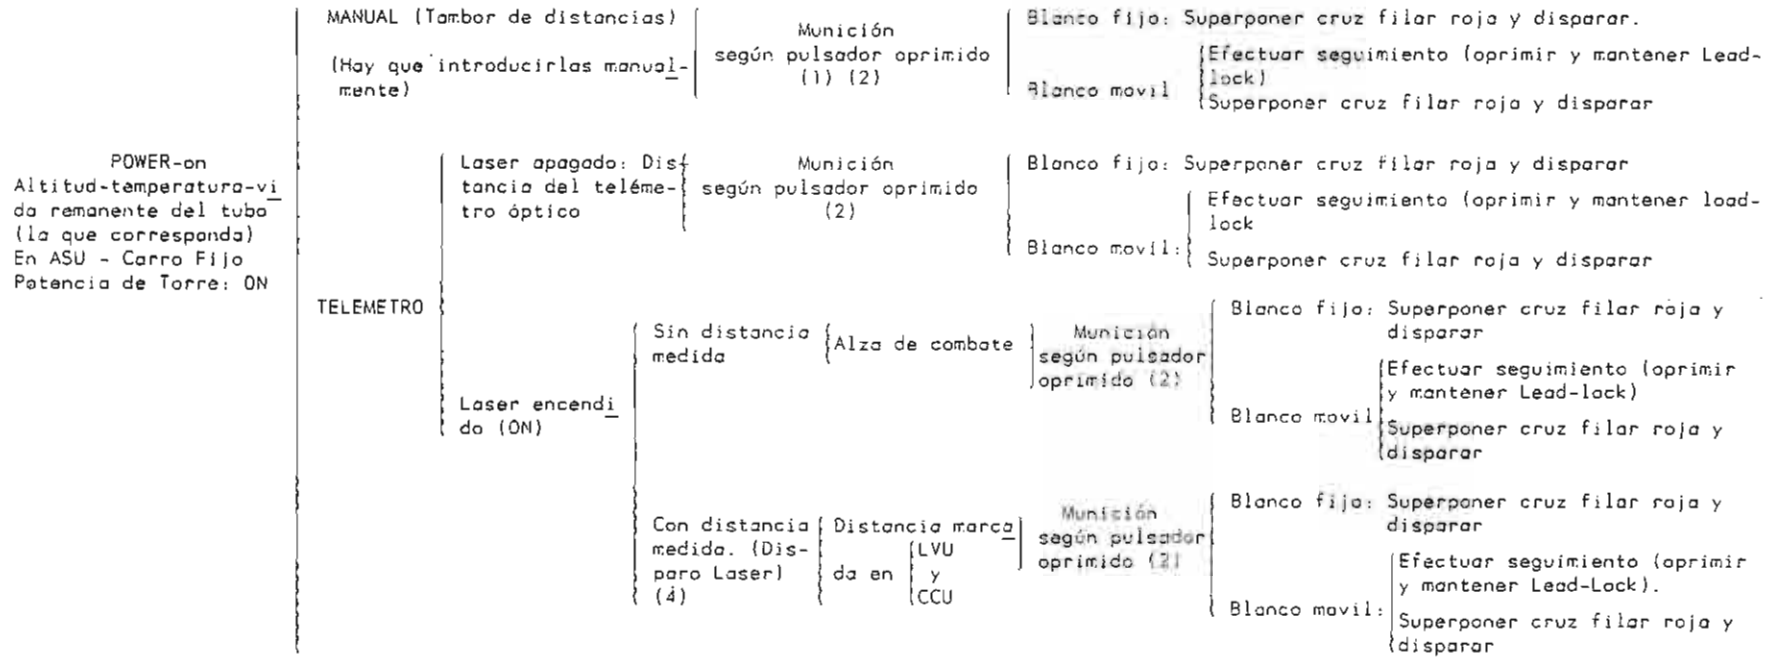 POWER-on
Altitud-temperatura-vi
da remanente del tubo
(la que corresponda)
En ASU - Carro Fijo
Potencia de Torre: ON
MANUAL (Tambor de distancias)
(Hay que introducirlas manual-
mente)
Munición
según pulsador oprimido
(1) (2)
Blanco fijo: Superponer cruz filar roja y disparar.
Blanco movil
Efectuar seguimiento (oprimir y mantener Lead-
lock)
Superponer cruz filar roja y disparar
TELEMETRO
Laser apagado: Dis
tancia del teléme-
tro óptico
Munición
según pulsador oprimido
(2)
Blanco fijo: Superponer cruz filar roja y disparar
Blanco movil:
Efectuar seguimiento (oprimir y mantener load-
lock
Superponer cruz filar roja y disparar
Laser encendi
do (ON)
Sin distancia
medida
Alza de combate
Munición
según pulsador
oprimido (2)
Blanco fijo: Superponer cruz filar roja y
disparar
Blanco movil
Efectuar seguimiento (oprimir
y mantener Lead-lock)
Superponer cruz filar roja y
disparar
Con distancia
medida. (Dis-
paro Laser)
(4)
Distancia marca
da en
LVU
y
CCU
Munición
según pulsador
oprimido (2)
Blanco fijo: Superponer cruz filar roja y
disparar
Blanco movil:
Efectuar seguimiento (oprimir
y mantener Lead-Lock).
Superponer cruz filar roja y
disparar